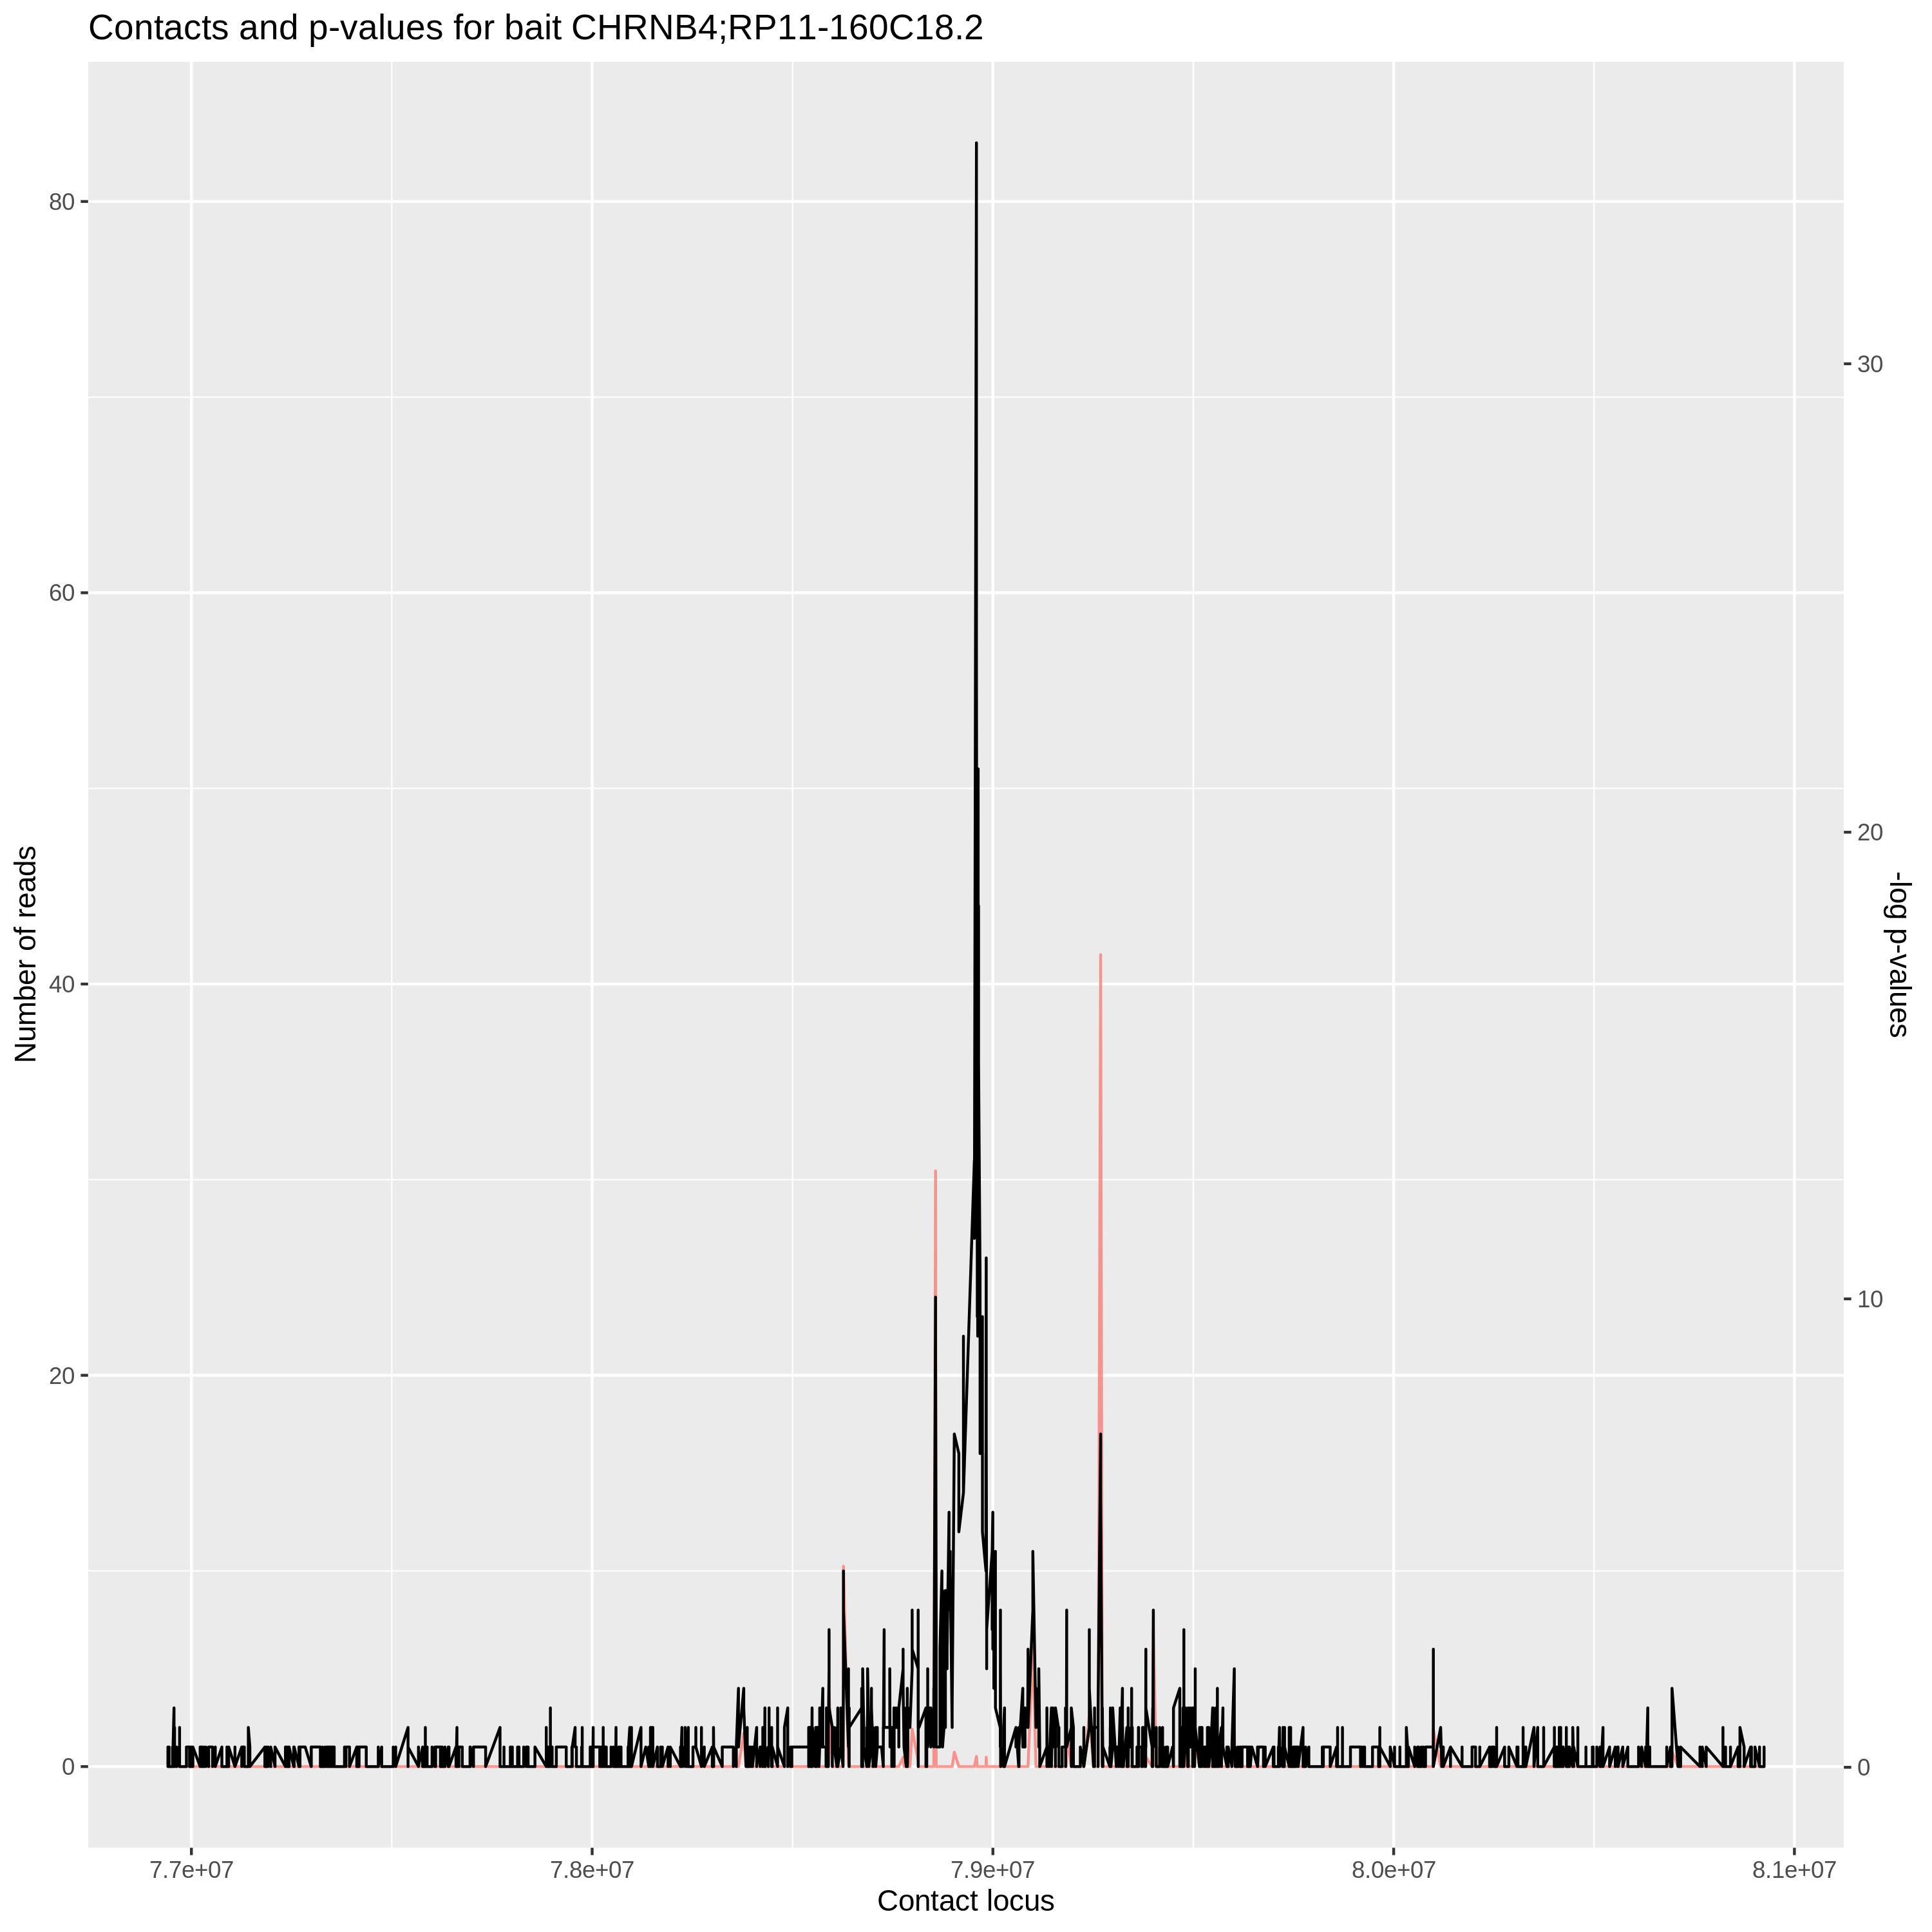 Contacts and p-values for bait CHRNB4;RP11-160C18.2
80
60
40
20
0
30
20
10
0
Number of reads
-log p-values
7.7e+07
7.8e+07
7.9e+07
8.0e+07
8.1e+07
Contact locus